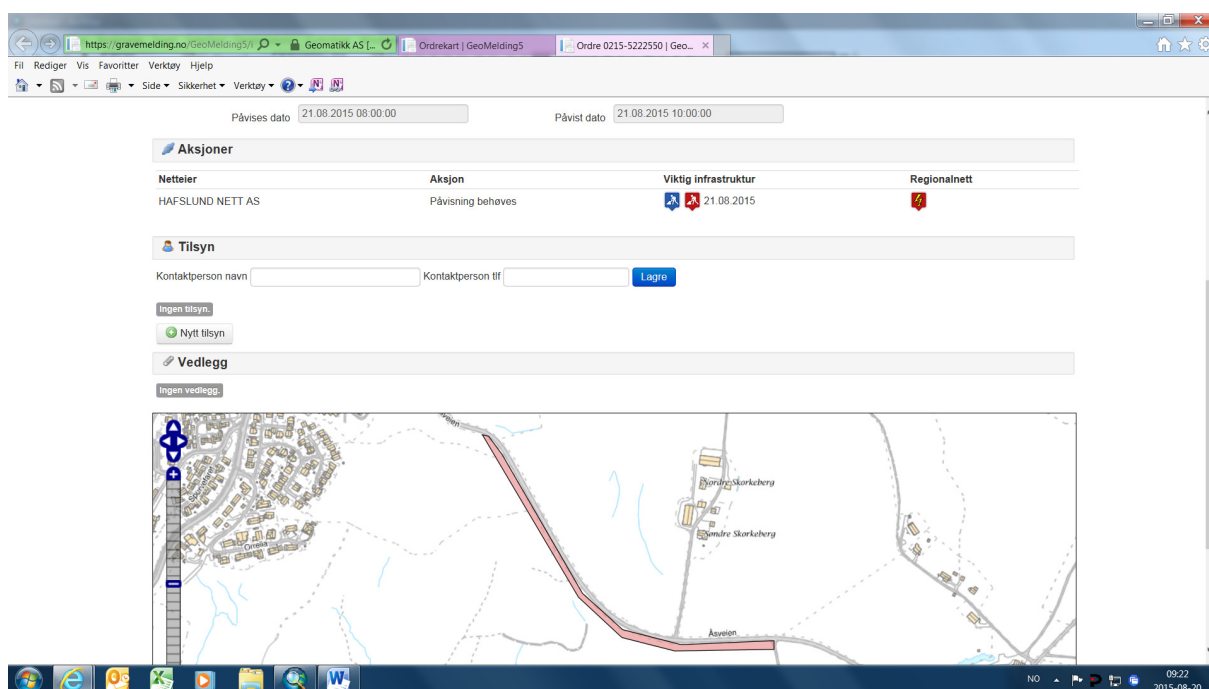 https://gravemelding.no/GeoMelding5/l
Geomatikk AS [...
Ordrekart | GeoMelding5
Ordre 0215-5222550 | Geo...
Fil Rediger Vis Favoritter Verktøy Hjelp
Side Sikkerhet Verktøy
Påvises dato 21.08.2015 08:00:00 Påvist dato 21.08.2015 10:00:00
Aksjoner
Netteier Aksjon Viktig infrastruktur Regionalnett
HAFSLUND NETT AS Påvisning behøves 21.08.2015
Tilsyn
Kontaktperson navn Kontaktperson tlf Lagre
Ingen tilsyn.
Nytt tilsyn
Vedlegg
Ingen vedlegg.
Åsveien
Nordre Skorkeberg
Spurvefaret
Søndre Skorkeberg
Orrelia
Åsveien
NO 09:22
2015-08-20